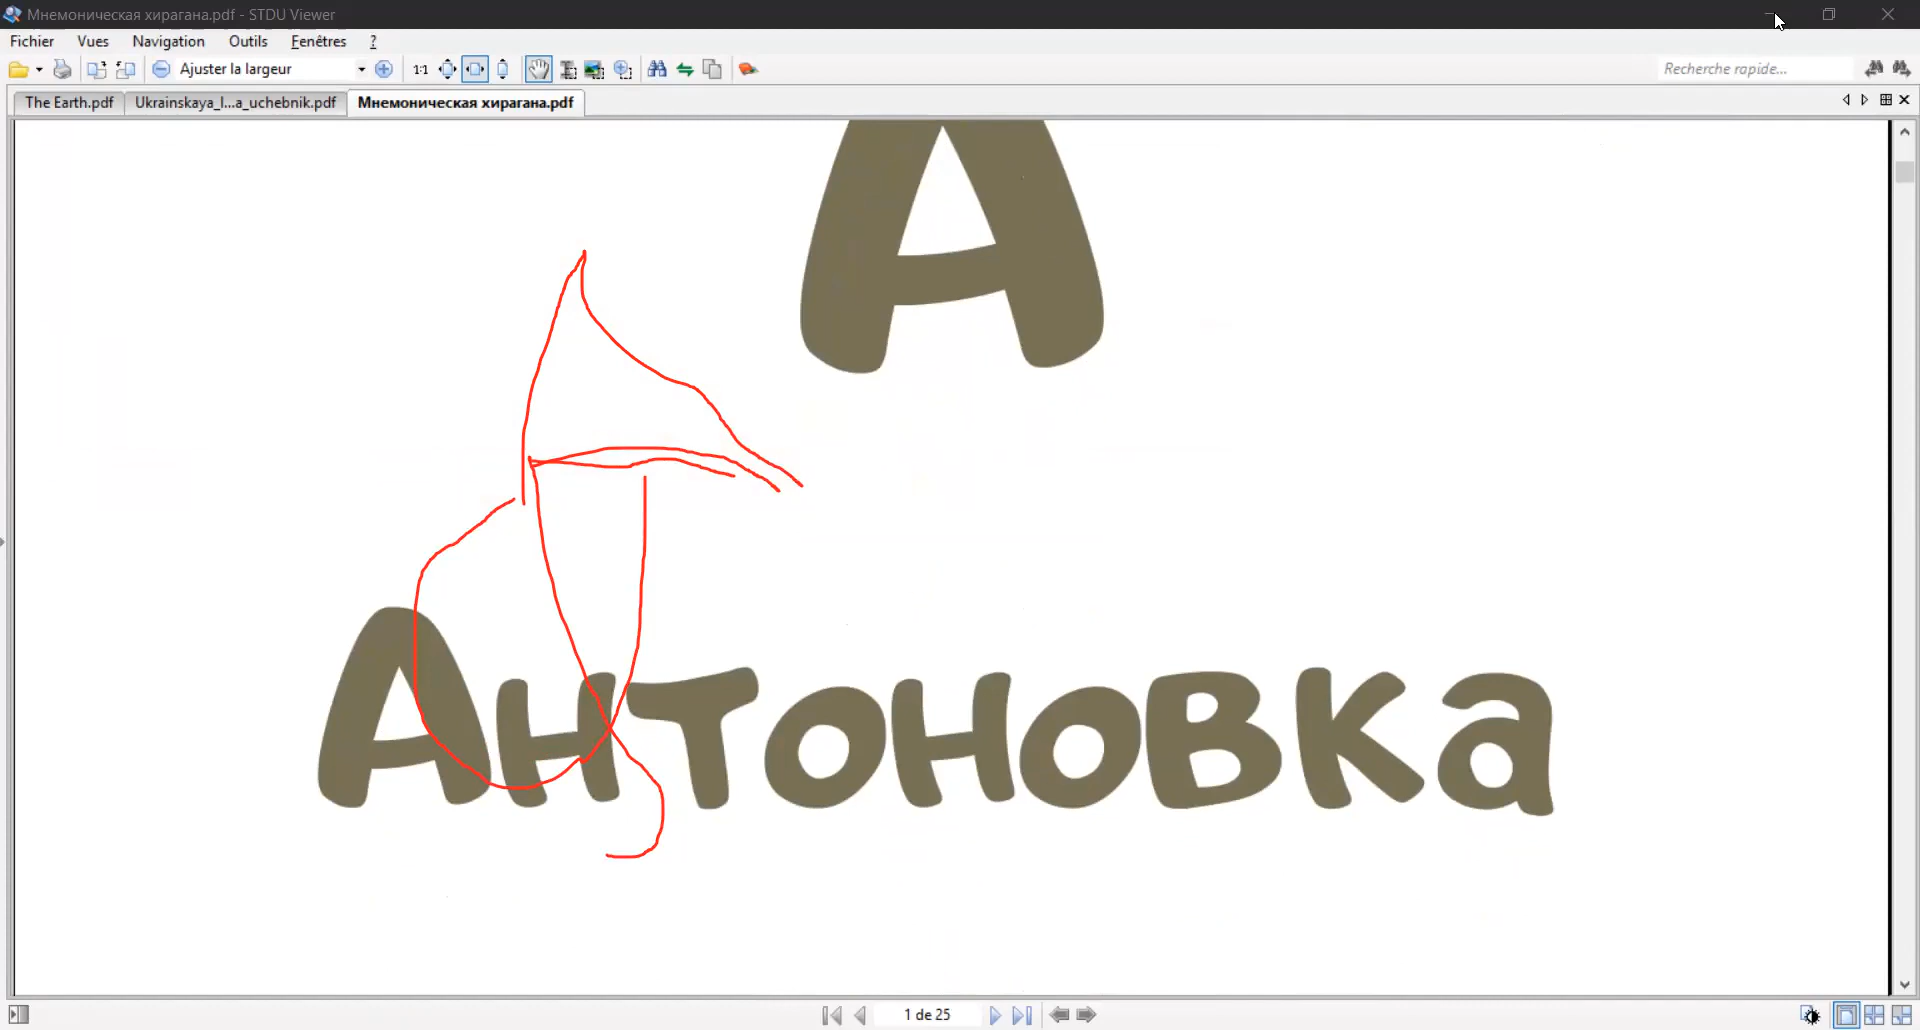 Мнемоническая хирагана.pdf - STDU Viewer
Fichier Vues Navigation Outils Fenêtres ?
Ajuster la largeur 1:1 Recherche rapide...
The Earth.pdf Ukrainskaya_l...a_uchebnik.pdf Мнемоническая хирагана.pdf
А
Антоновка
1 de 25